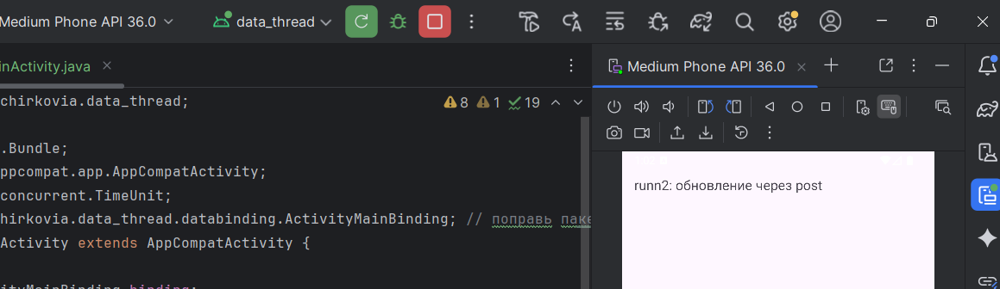 Medium Phone API 36.0
data_thread
inActivity.java
Medium Phone API 36.0
chirkovia.data_thread;
8 1 19
.Bundle;
ppcompat.app.AppCompatActivity;
concurrent.TimeUnit;
hirkovia.data_thread.databinding.ActivityMainBinding; // поправь паке
Activity extends AppCompatActivity {
ityMainBinding binding;
runn2: обновление через post